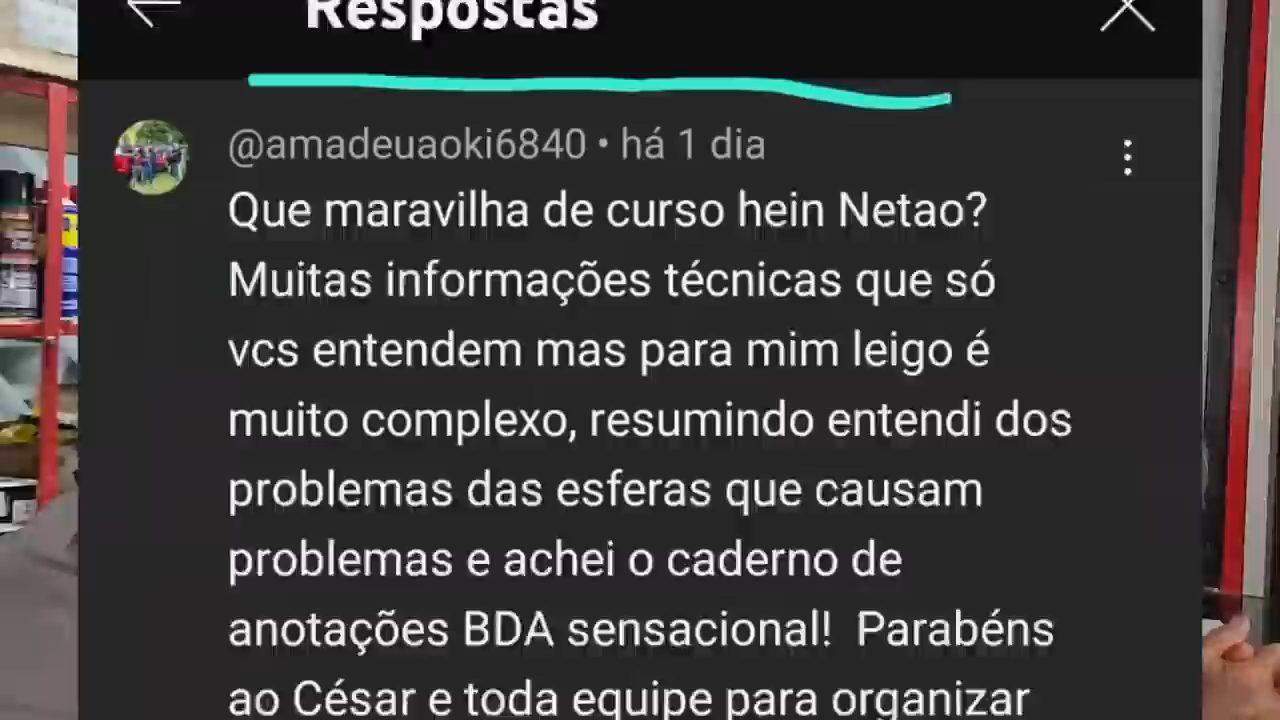 Respostas
@amadeuaoki6840 • há 1 dia
Que maravilha de curso hein Netao?
Muitas informações técnicas que só
vcs entendem mas para mim leigo é
muito complexo, resumindo entendi dos
problemas das esferas que causam
problemas e achei o caderno de
anotações BDA sensacional!  Parabéns
ao César e toda equipe para organizar